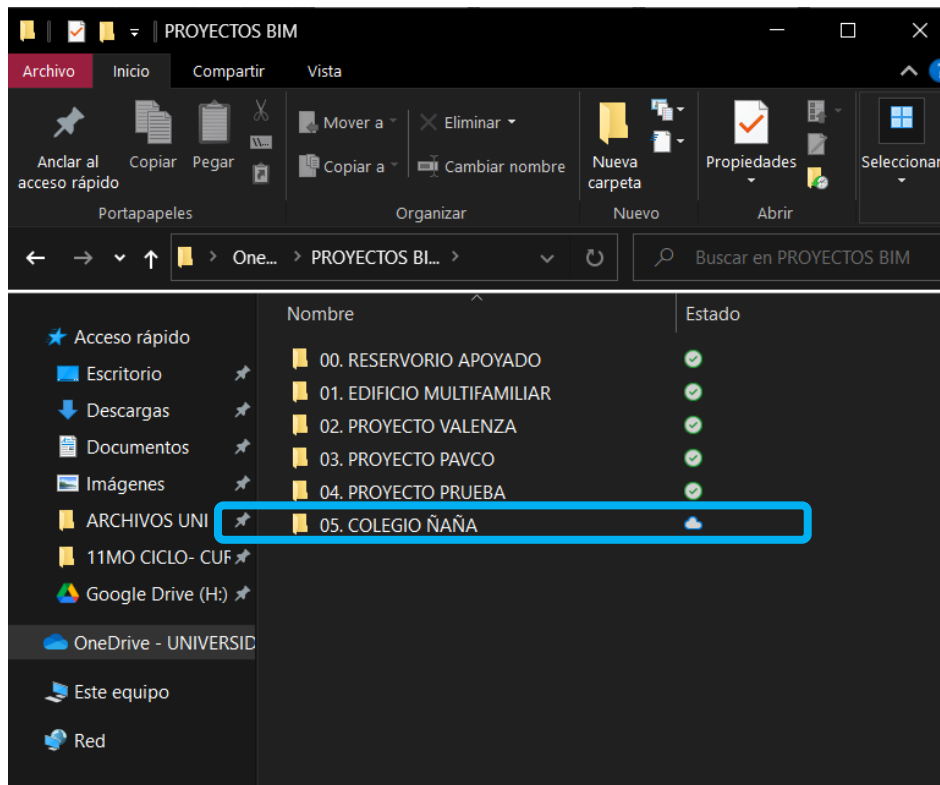 PROYECTOS BIM
Archivo Inicio Compartir Vista
Anclar al acceso rápido
Copiar
Pegar
Mover a
Copiar a
Eliminar
Cambiar nombre
Nueva carpeta
Propiedades
Seleccionar
Portapapeles Organizar Nuevo Abrir
One... > PROYECTOS BI... > Buscar en PROYECTOS BIM
Nombre Estado
Acceso rápido
Escritorio
Descargas
Documentos
Imágenes
ARCHIVOS UNI
11MO CICLO- CUR
Google Drive (H:)
OneDrive - UNIVERSID
Este equipo
Red
00. RESERVORIO APOYADO
01. EDIFICIO MULTIFAMILIAR
02. PROYECTO VALENZA
03. PROYECTO PAVCO
04. PROYECTO PRUEBA
05. COLEGIO ÑAÑA